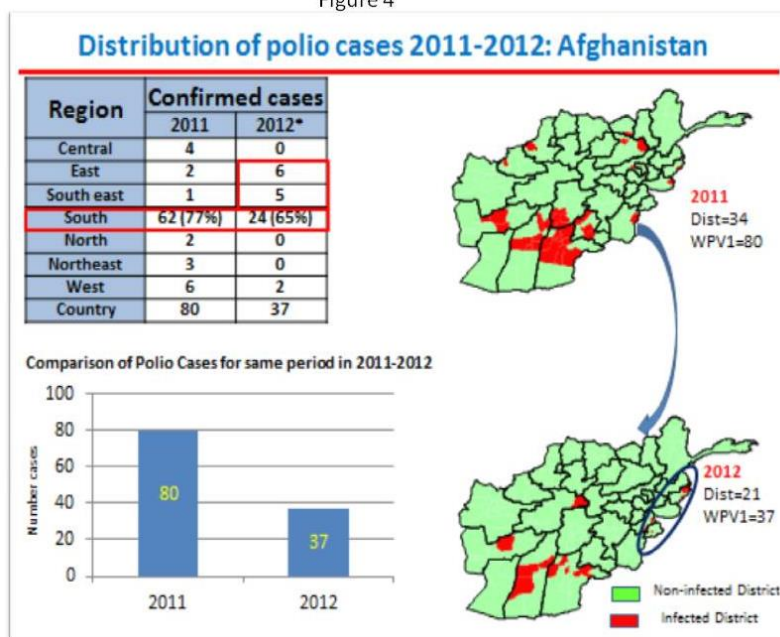 Figure 4
Distribution of polio cases 2011-2012: Afghanistan
Region Confirmed cases
2011 2012*
Central 4 0
East 2 6
South east 1 5
South 62 (77%) 24 (65%)
North 2 0
Northeast 3 0
West 6 2
Country 80 37
2011
Dist=34
WPV1=80
Comparison of Polio Cases for same period in 2011-2012
Number cases
100
80
60
40
20
0
80
37
2011 2012
2012
Dist=21
WPV1=37
Non-infected District
Infected District